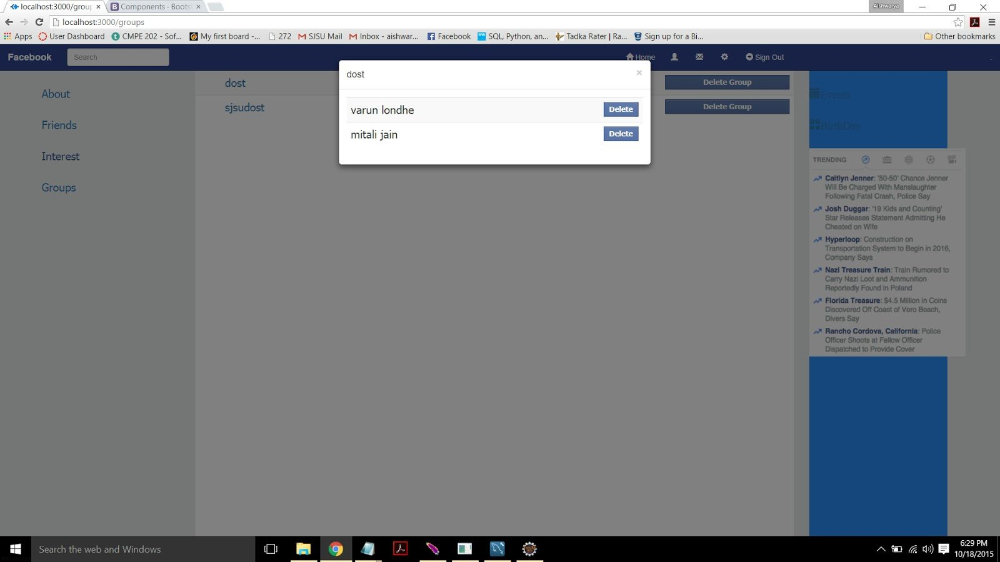 localhost:3000/group
Components · Boots
Aishwarya
localhost:3000/groups
Apps
User Dashboard
CMPE 202 - Sof...
My first board -...
272
SJSU Mail
Inbox - aishwar...
Facebook
SQL, Python, an...
Tadka Rater | Ra...
Sign up for a Bi...
Other bookmarks
Facebook
Search
Home
Sign Out
About
Friends
Interest
Groups
dost
Delete Group
sjsudost
Delete Group
dost
×
varun londhe
Delete
mitali jain
Delete
Events
BirthDay
TRENDING
Caitlyn Jenner: '50-50' Chance Jenner
Will Be Charged With Manslaughter
Following Fatal Crash, Police Say
Josh Duggar: '19 Kids and Counting'
Star Releases Statement Admitting He
Cheated on Wife
Hyperloop: Construction on
Transportation System to Begin in 2016,
Company Says
Nazi Treasure Train: Train Rumored to
Carry Nazi Loot and Ammunition
Reportedly Found in Poland
Florida Treasure: $4.5 Million in Coins
Discovered Off Coast of Vero Beach,
Divers Say
Rancho Cordova, California: Police
Officer Shoots at Fellow Officer
Dispatched to Provide Cover
Search the web and Windows
6:29 PM
10/18/2015